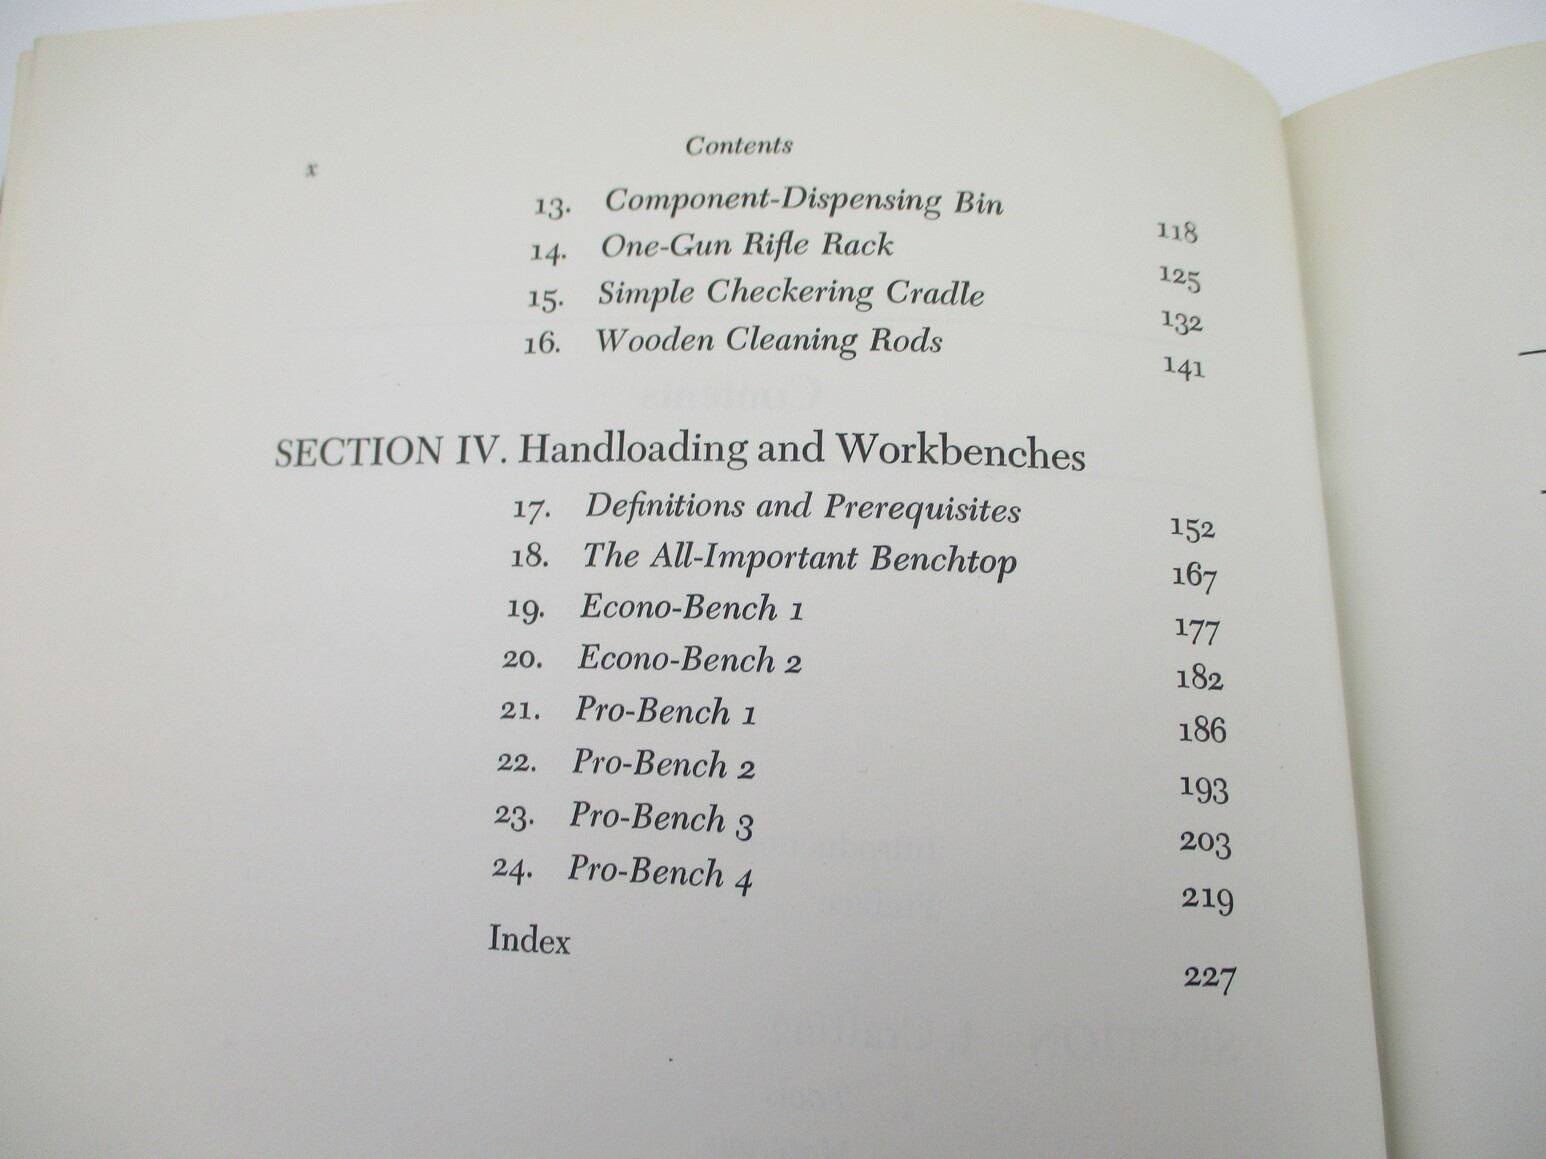 x Contents
13. Component-Dispensing Bin 118
14. One-Gun Rifle Rack 125
15. Simple Checkering Cradle 132
16. Wooden Cleaning Rods 141
SECTION IV. Handloading and Workbenches
17. Definitions and Prerequisites 152
18. The All-Important Benchtop 167
19. Econo-Bench 1 177
20. Econo-Bench 2 182
21. Pro-Bench 1 186
22. Pro-Bench 2 193
23. Pro-Bench 3 203
24. Pro-Bench 4 219
Index 227